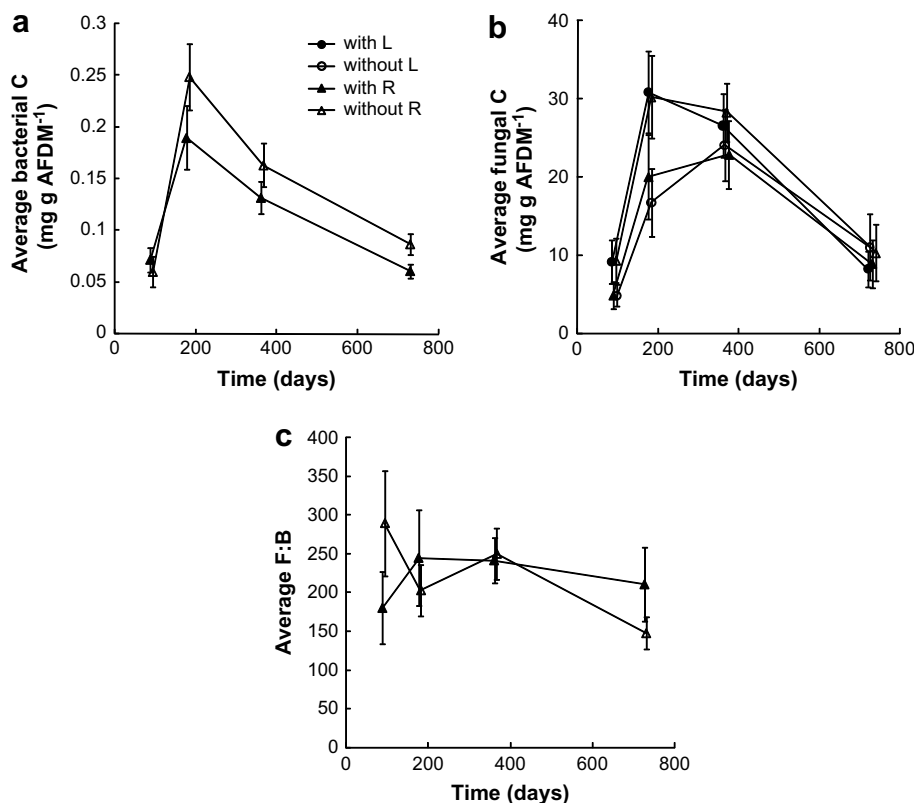 a
0.3
0.25
0.2
0.15
0.1
0.05
0
0
200
400
600
800
Average bacterial C
(mg g AFDM⁻¹)
Time (days)
with L
without L
with R
without R
b
40
30
20
10
0
0
200
400
600
800
Average fungal C
(mg g AFDM⁻¹)
Time (days)
c
400
350
300
250
200
150
100
50
0
0
200
400
600
800
Average F:B
Time (days)